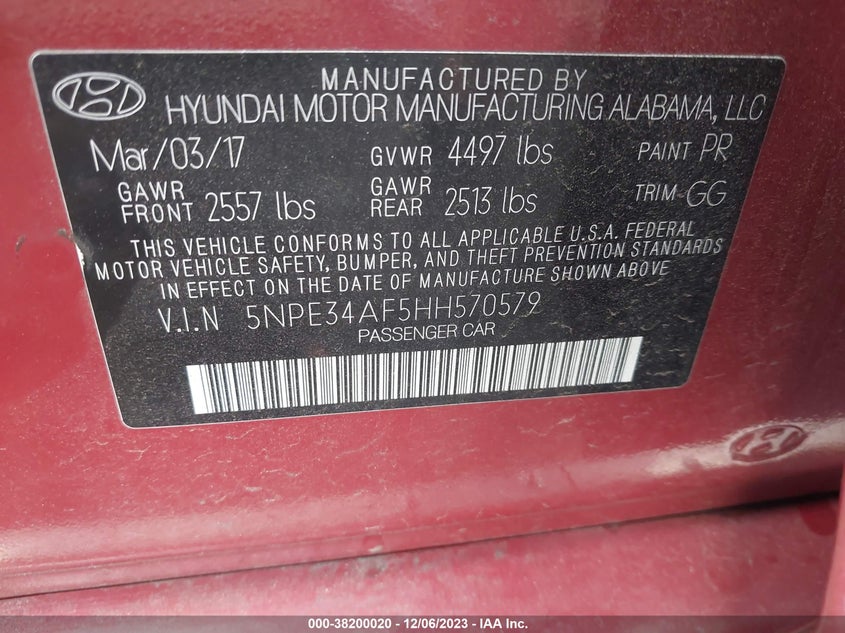 MANUFACTURED BY
HYUNDAI MOTOR MANUFACTURING ALABAMA, LLC
Mar/03/17 GVWR 4497 lbs PAINT PR
GAWR FRONT 2557 lbs GAWR REAR 2513 lbs TRIM GG
THIS VEHICLE CONFORMS TO ALL APPLICABLE U.S.A. FEDERAL
MOTOR VEHICLE SAFETY, BUMPER, AND THEFT PREVENTION STANDARDS
IN EFFECT ON THE DATE OF MANUFACTURE SHOWN ABOVE
V.I.N 5NPE34AF5HH570579
PASSENGER CAR
000-38200020 - 12/06/2023 - IAA Inc.